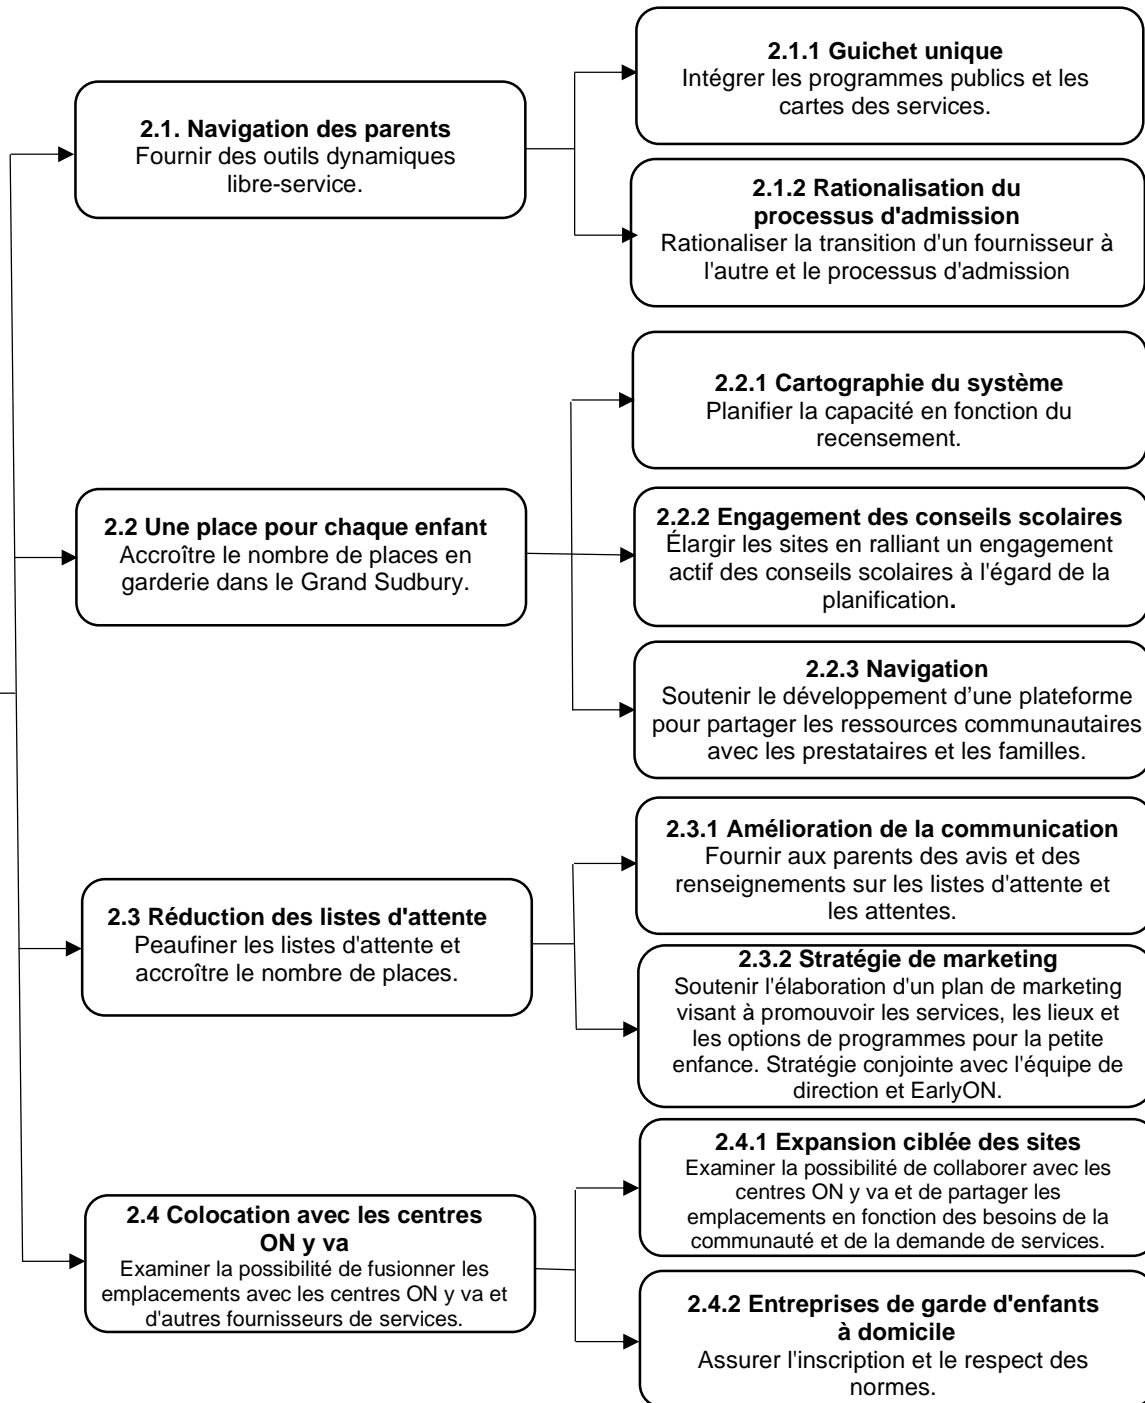 2.1. Navigation des parents
Fournir des outils dynamiques
libre-service.
2.1.1 Guichet unique
Intégrer les programmes publics et les
cartes des services.
2.1.2 Rationalisation du
processus d'admission
Rationaliser la transition d'un fournisseur à
l'autre et le processus d'admission
2.2 Une place pour chaque enfant
Accroître le nombre de places en
garderie dans le Grand Sudbury.
2.2.1 Cartographie du système
Planifier la capacité en fonction du
recensement.
2.2.2 Engagement des conseils scolaires
Élargir les sites en ralliant un engagement
actif des conseils scolaires à l'égard de la
planification.
2.2.3 Navigation
Soutenir le développement d’une plateforme
pour partager les ressources communautaires
avec les prestataires et les familles.
2.3 Réduction des listes d'attente
Peaufiner les listes d'attente et
accroître le nombre de places.
2.3.1 Amélioration de la communication
Fournir aux parents des avis et des
renseignements sur les listes d'attente et
les attentes.
2.3.2 Stratégie de marketing
Soutenir l'élaboration d'un plan de marketing
visant à promouvoir les services, les lieux et
les options de programmes pour la petite
enfance. Stratégie conjointe avec l'équipe de
direction et EarlyON.
2.4 Colocation avec les centres
ON y va
Examiner la possibilité de fusionner les
emplacements avec les centres ON y va et
d'autres fournisseurs de services.
2.4.1 Expansion ciblée des sites
Examiner la possibilité de collaborer avec les
centres ON y va et de partager les
emplacements en fonction des besoins de la
communauté et de la demande de services.
2.4.2 Entreprises de garde d'enfants
à domicile
Assurer l'inscription et le respect des
normes.